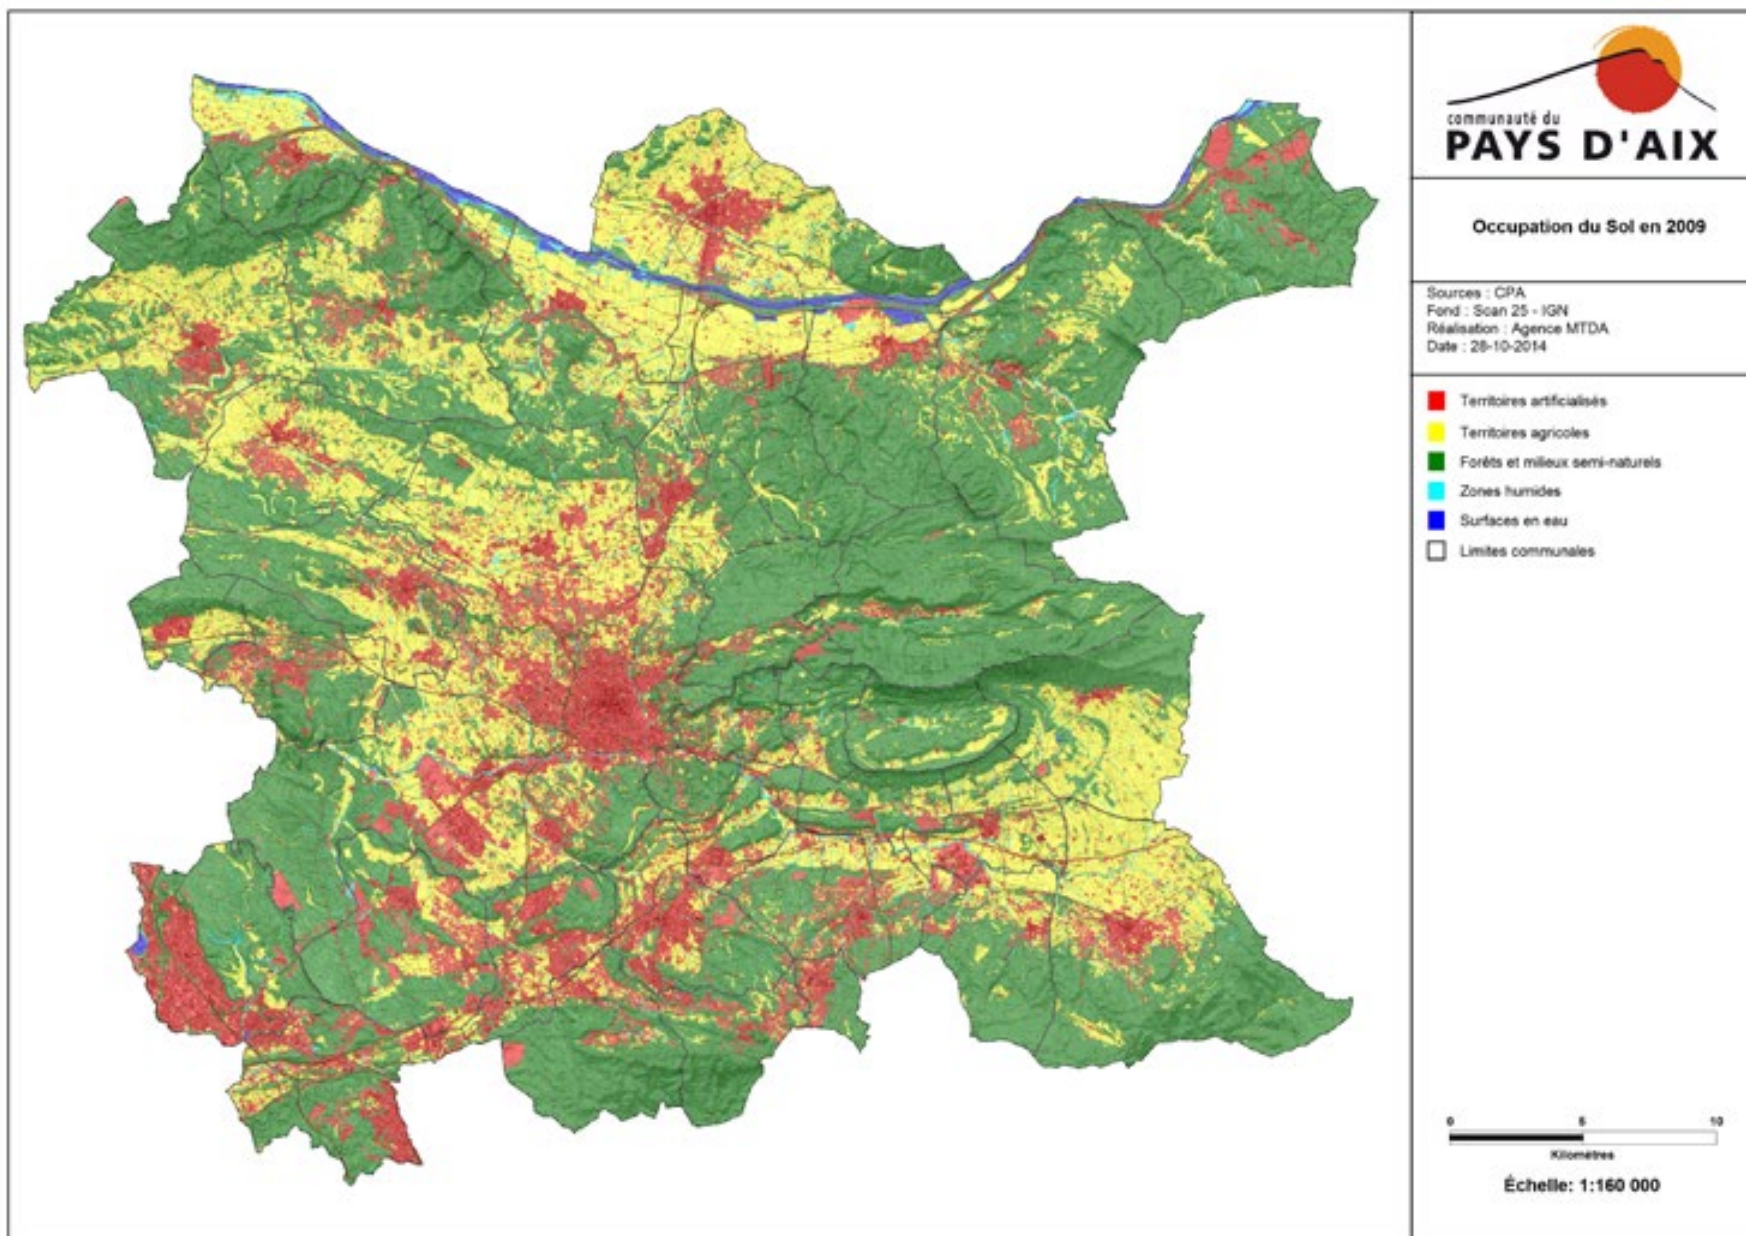 communauté du
PAYS D'AIX
Occupation du Sol en 2009
Sources : CPA
Fond : Scan 25 - IGN
Réalisation : Agence MTDA
Date : 28-10-2014
Territoires artificialisés
Territoires agricoles
Forêts et milieux semi-naturels
Zones humides
Surfaces en eau
Limites communales
0 5 10
Kilomètres
Échelle: 1:160 000